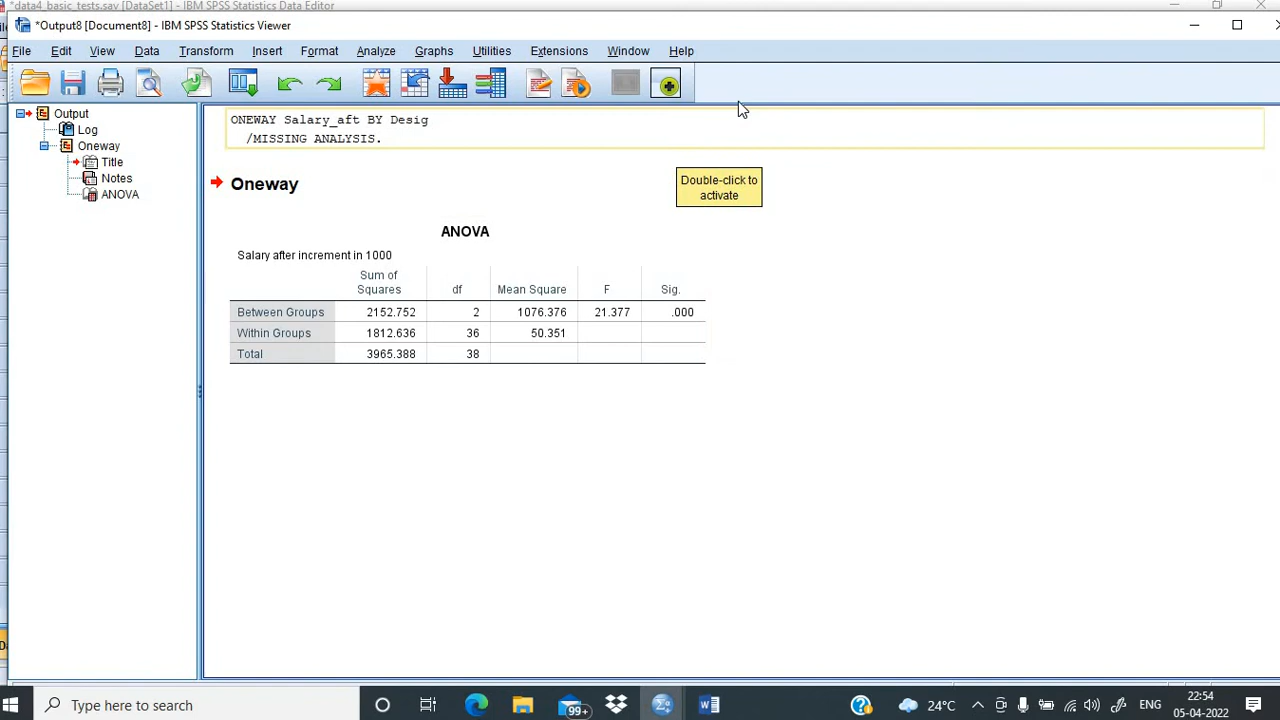 *data4_basic_tests.sav [DataSet1] - IBM SPSS Statistics Data Editor
*Output8 [Document8] - IBM SPSS Statistics Viewer
File Edit View Data Transform Insert Format Analyze Graphs Utilities Extensions Window Help
Output
Log
Oneway
Title
Notes
ANOVA
ONEWAY Salary_aft BY Desig
/MISSING ANALYSIS.
Oneway
Double-click to
activate
ANOVA
Salary after increment in 1000
Sum of
Squares df Mean Square F Sig.
Between Groups 2152.752 2 1076.376 21.377 .000
Within Groups 1812.636 36 50.351
Total 3965.388 38
Type here to search
99+
24°C
ENG
22:54
05-04-2022